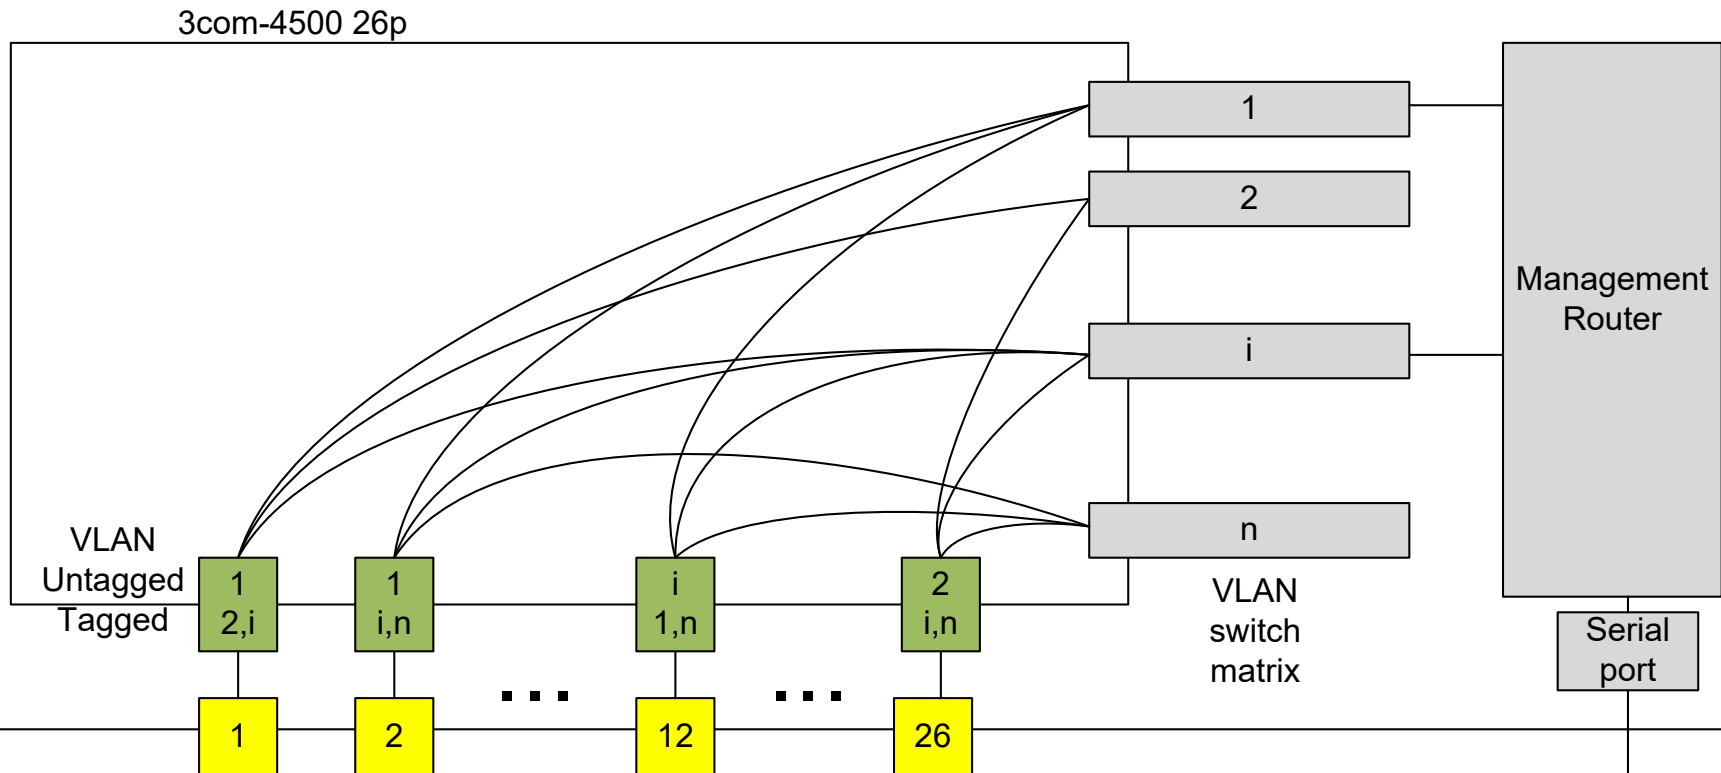 3com-4500 26p
1
2
i
n
Management
Router
VLAN
Untagged
Tagged
1
2,i
1
i,n
i
1,n
2
i,n
VLAN
switch
matrix
Serial
port
1
2
...
12
...
26